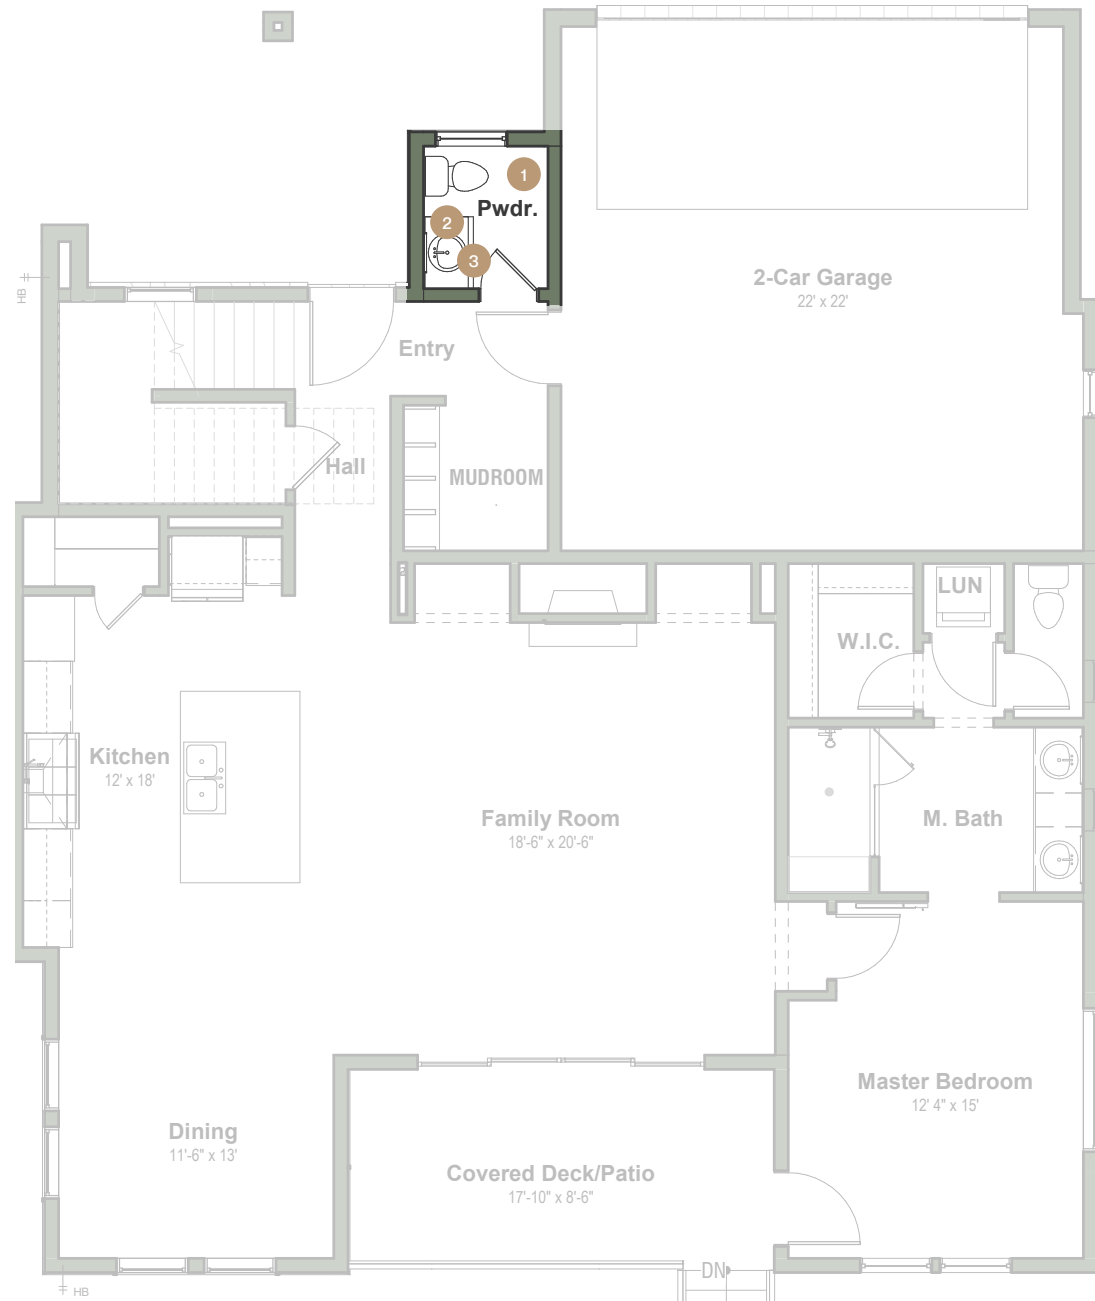 1
Pwdr.
2
3
2-Car Garage
22' x 22'
HB
Entry
Hall
MUDROOM
LUN
W.I.C.
Kitchen
12' x 18'
Family Room
18'-6" x 20'-6"
M. Bath
Master Bedroom
12' 4" x 15'
Dining
11'-6" x 13'
Covered Deck/Patio
17'-10" x 8'-6"
DN
HB